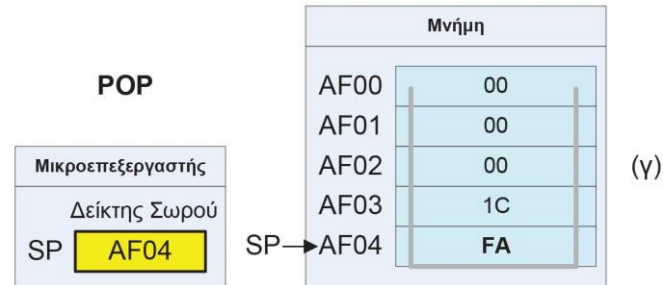 Μνήμη
POP
AF00 00
AF01 00
AF02 00
AF03 1C
SP AF04 FA
(γ)
Μικροεπεξεργαστής
Δείκτης Σωρού
SP AF04